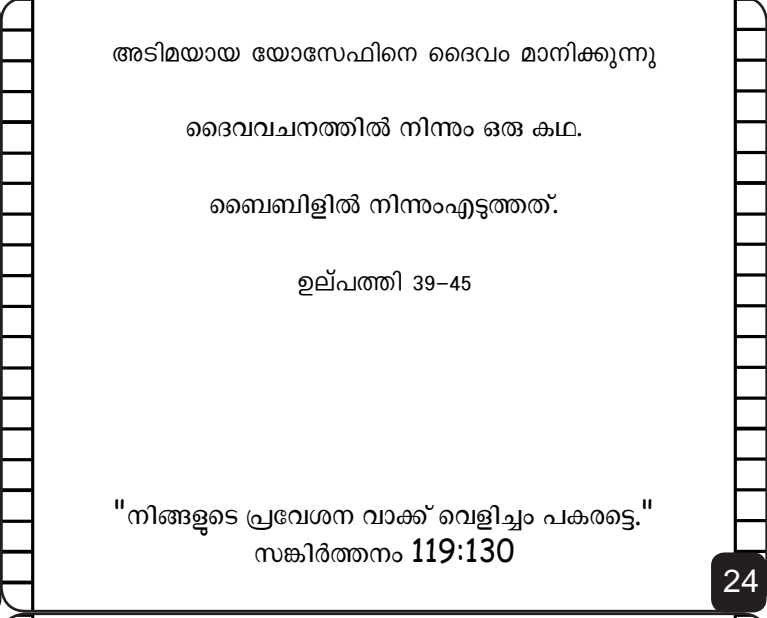 അടിമയായ യോസേഫിനെ ദൈവം മാനിക്കുന്നു
ദൈവവചനത്തിൽ നിന്നും ഒരു കഥ.
ബൈബിളിൽ നിന്നുംഎടുത്തത്.
ഉല്പത്തി 39-45
"നിങ്ങളുടെ പ്രവേശന വാക്ക് വെളിച്ചം പകരട്ടെ."
സങ്കിർത്തനം 119:130
24